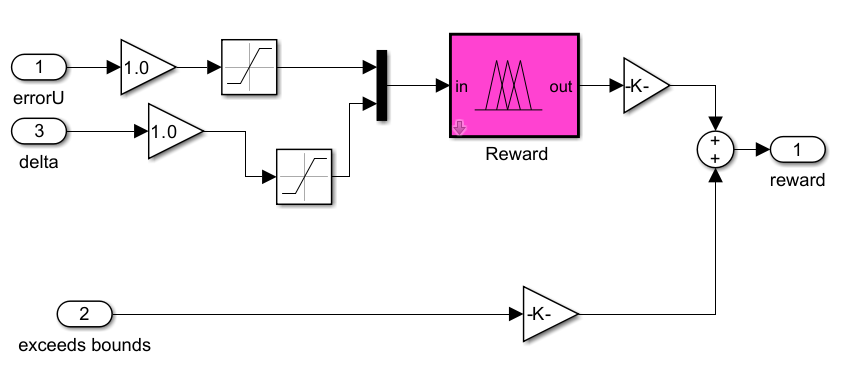 1
errorU
1.0
3
delta
1.0
in
out
Reward
-K-
+
+
1
reward
2
exceeds bounds
-K-